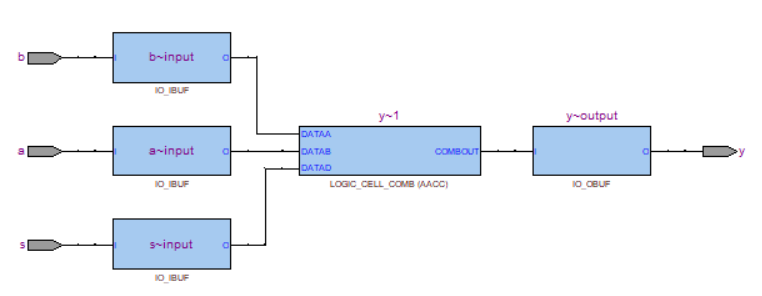 b
I
b~input
O
IO_IBUF
a
I
a~input
O
IO_IBUF
s
I
s~input
O
IO_IBUF
y~1
DATAA
DATAB
DATAD
COMBOUT
LOGIC_CELL_COMB (AACC)
y~output
I
O
IO_OBUF
y